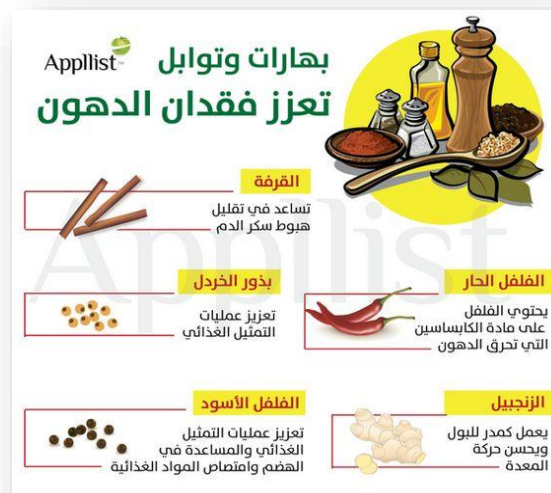 Appllist
بهارات وتوابل
تعزز فقدان الدهون
القرفة
تساعد في تقليل
هبوط سكر الدم
الفلفل الحار
يحتوي الفلفل
على مادة الكابساسين
التي تحرق الدهون
بذور الخردل
تعزيز عمليات
التمثيل الغذائي
الزنجبيل
يعمل كمدر للبول
ويحسن حركة
المعدة
الفلفل الأسود
تعزيز عمليات التمثيل
الغذائي والمساعدة في
الهضم وامتصاص المواد الغذائية
Appllist